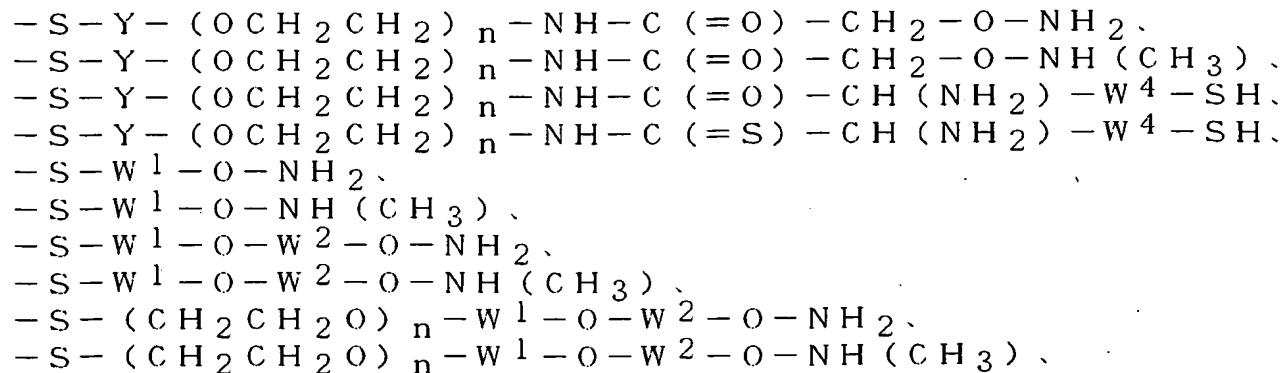 －S－Y－(OCH₂CH₂)ₙ－NH－C(=O)－CH₂－O－NH₂、
－S－Y－(OCH₂CH₂)ₙ－NH－C(=O)－CH₂－O－NH(CH₃)、
－S－Y－(OCH₂CH₂)ₙ－NH－C(=O)－CH(NH₂)－W⁴－SH、
－S－Y－(OCH₂CH₂)ₙ－NH－C(=S)－CH(NH₂)－W⁴－SH、
－S－W¹－O－NH₂、
－S－W¹－O－NH(CH₃)、
－S－W¹－O－W²－O－NH₂、
－S－W¹－O－W²－O－NH(CH₃)、
－S－(CH₂CH₂O)ₙ－W¹－O－W²－O－NH₂、
－S－(CH₂CH₂O)ₙ－W¹－O－W²－O－NH(CH₃)、